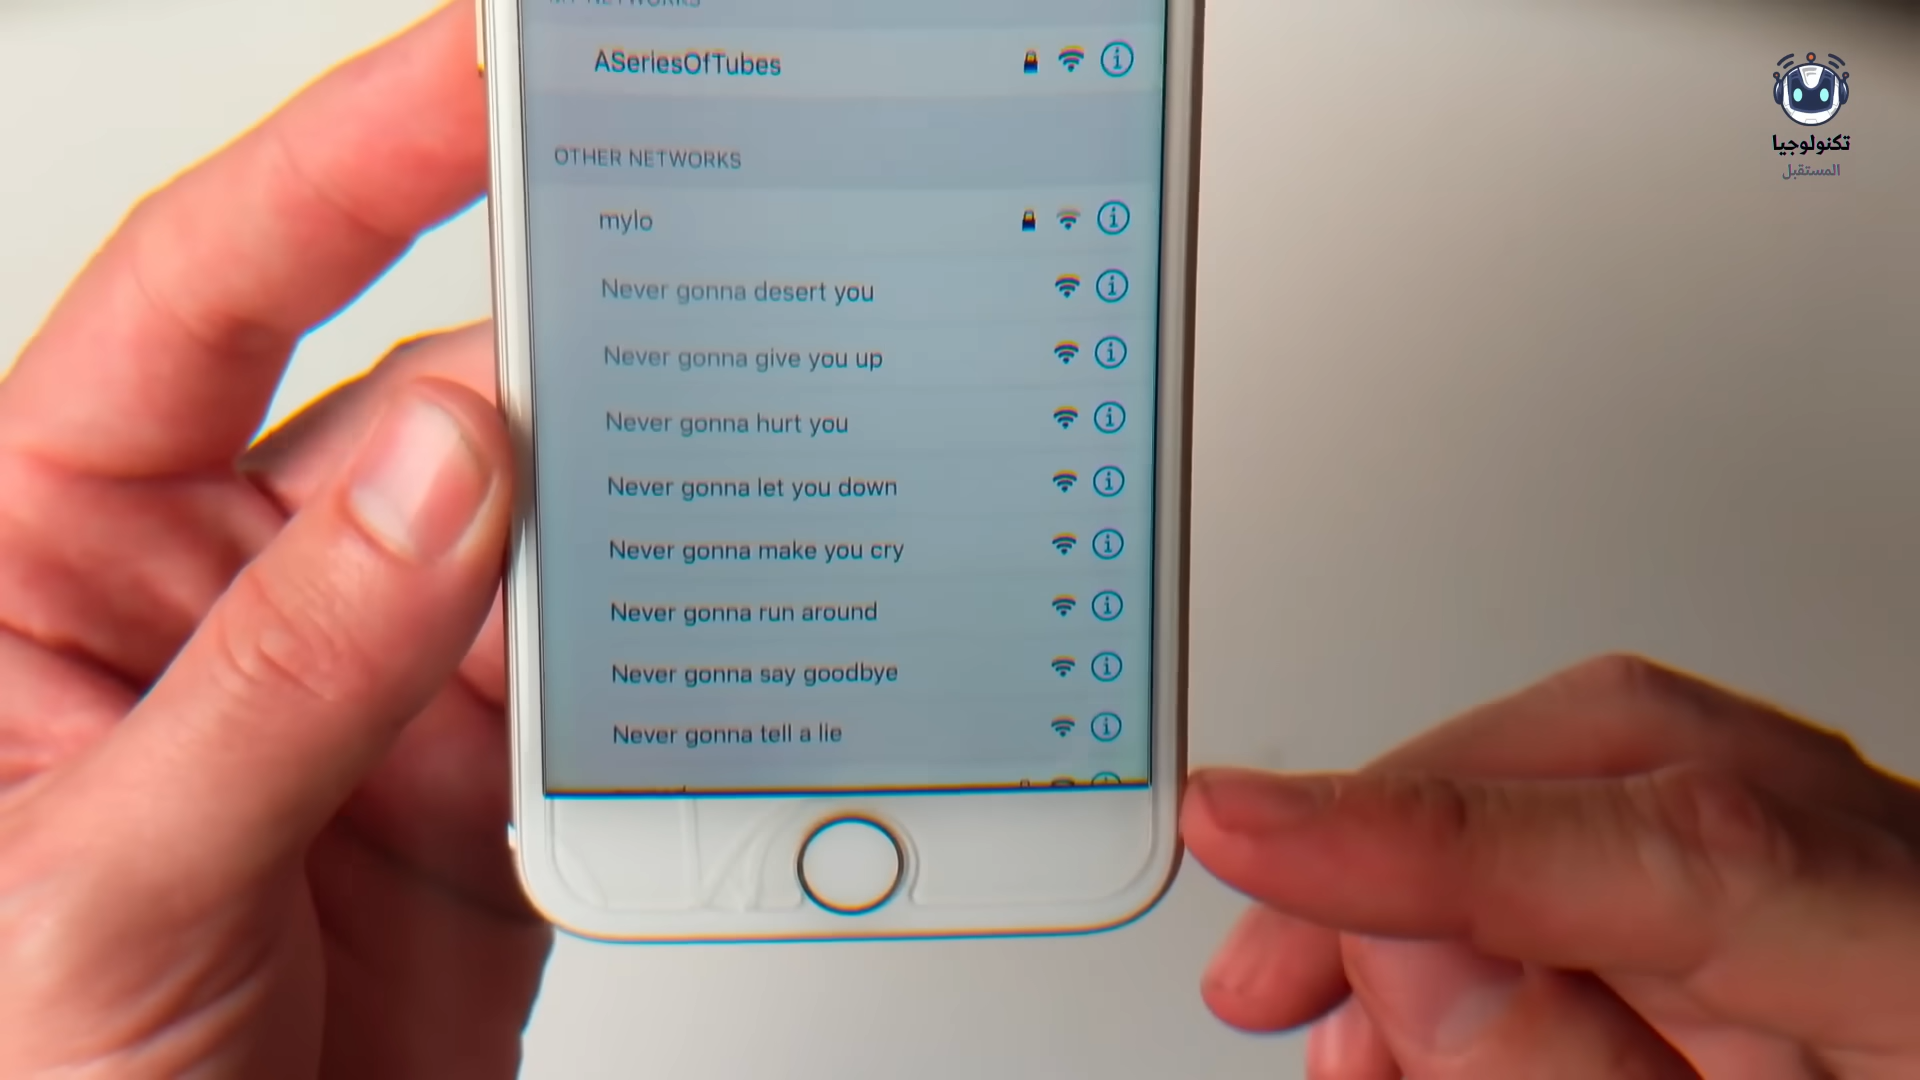 MY NETWORKS
ASeriesOfTubes
OTHER NETWORKS
mylo
Never gonna desert you
Never gonna give you up
Never gonna hurt you
Never gonna let you down
Never gonna make you cry
Never gonna run around
Never gonna say goodbye
Never gonna tell a lie
تكنولوجيا
المستقبل